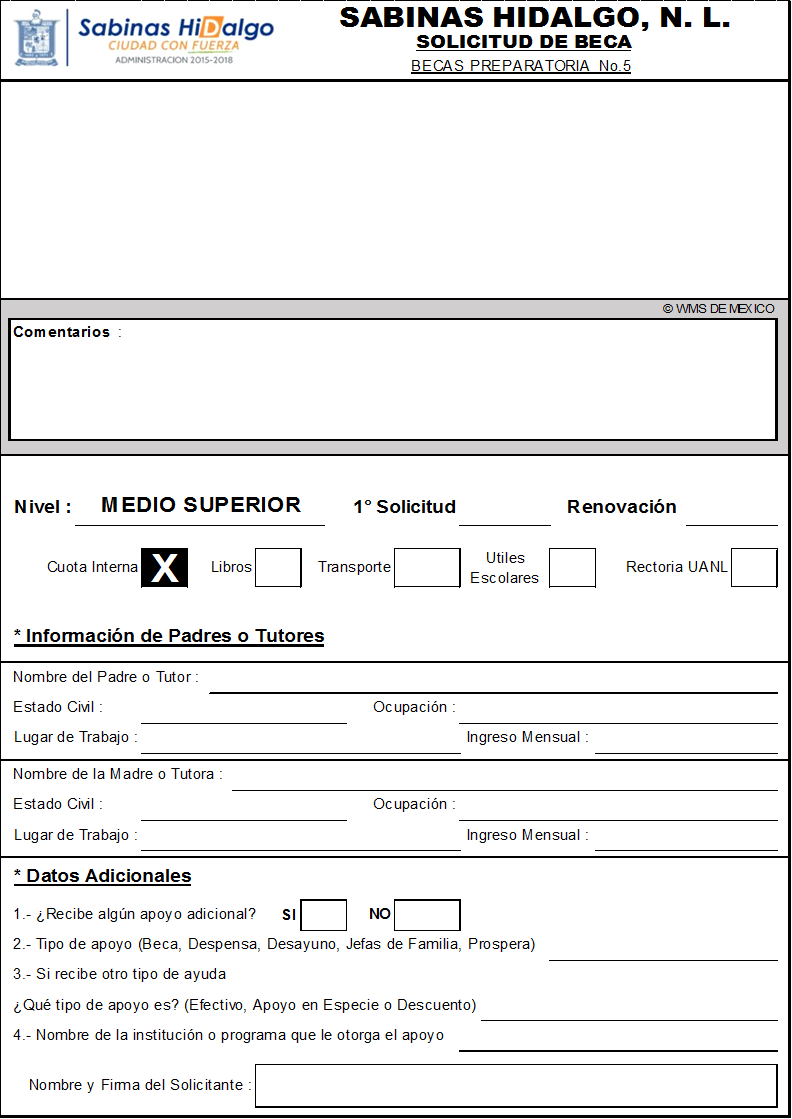 Sabinas HiDalgo
CIUDAD CON FUERZA
ADMINISTRACION 2015-2018
SABINAS HIDALGO, N. L.
SOLICITUD DE BECA
BECAS PREPARATORIA No.5
© WMS DE MEXICO
Comentarios :
Nivel : MEDIO SUPERIOR 1° Solicitud Renovación
Cuota Interna X Libros Transporte Utiles Escolares Rectoria UANL
* Información de Padres o Tutores
Nombre del Padre o Tutor :
Estado Civil : Ocupación :
Lugar de Trabajo : Ingreso Mensual :
Nombre de la Madre o Tutora :
Estado Civil : Ocupación :
Lugar de Trabajo : Ingreso Mensual :
* Datos Adicionales
1.- ¿Recibe algún apoyo adicional? SI NO
2.- Tipo de apoyo (Beca, Despensa, Desayuno, Jefas de Familia, Prospera)
3.- Si recibe otro tipo de ayuda
¿Qué tipo de apoyo es? (Efectivo, Apoyo en Especie o Descuento)
4.- Nombre de la institución o programa que le otorga el apoyo
Nombre y Firma del Solicitante :